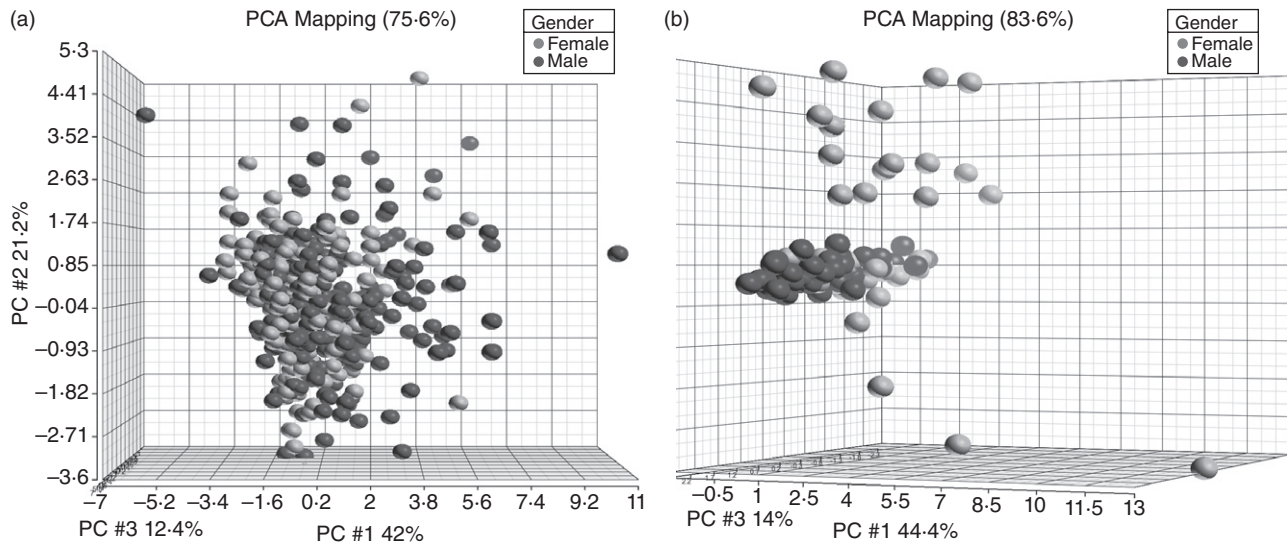 (a)
PCA Mapping (75·6%)
Gender
Female
Male
5·3
4·41
3·52
2·63
1·74
0·85
−0·04
−0·93
−1·82
−2·71
−3·6
PC #2 21·2%
−7 −5·2 −3·4 −1·6 0·2 2 3·8 5·6 7·4 9·2 11
PC #3 12·4%
PC #1 42%
(b)
PCA Mapping (83·6%)
Gender
Female
Male
−0·5 1 2·5 4 5·5 7 8·5 10 11·5 13
PC #3 14%
PC #1 44·4%